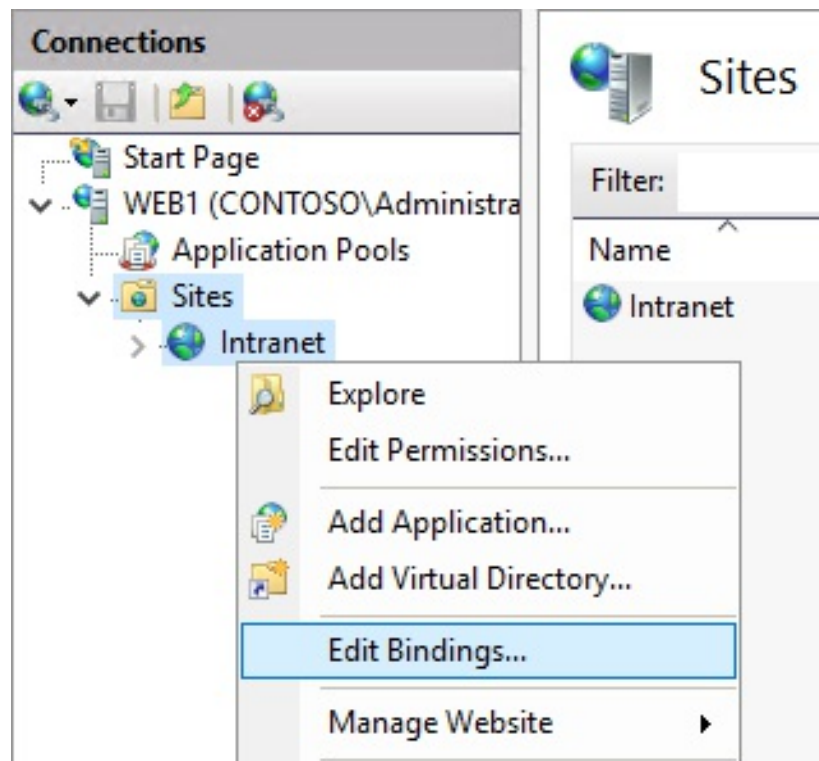 Connections
Start Page
WEB1 (CONTOSO\Administra
Application Pools
Sites
Intranet
Explore
Edit Permissions...
Add Application...
Add Virtual Directory...
Edit Bindings...
Manage Website
Sites
Filter:
Name
Intranet